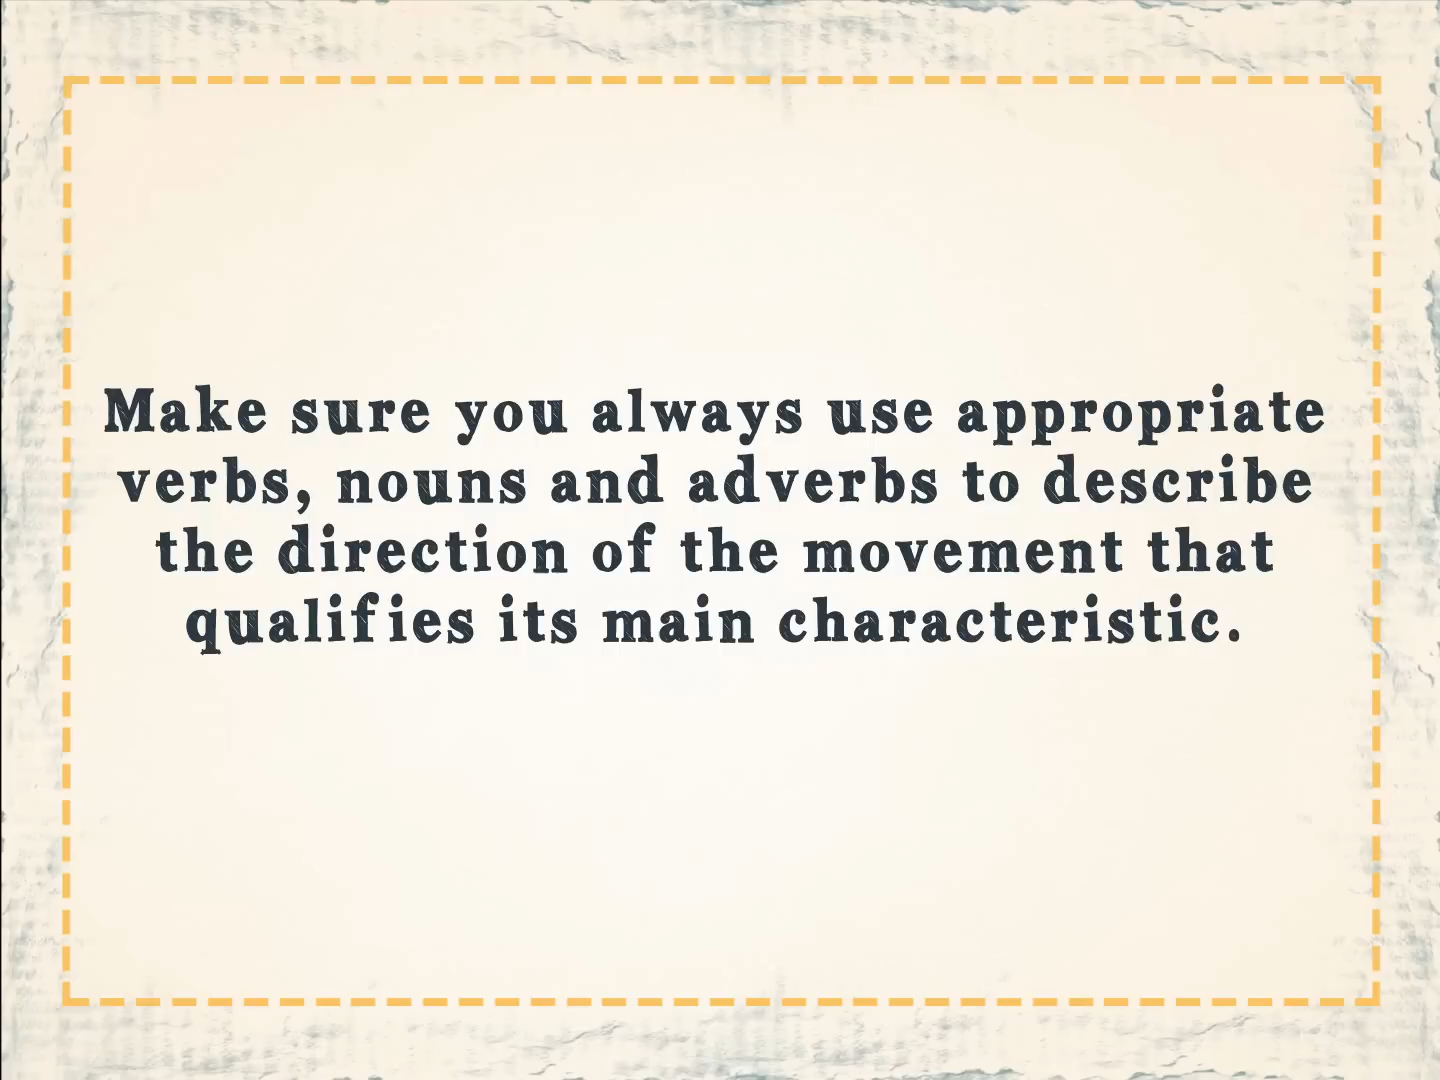 Make sure you always use appropriate
verbs, nouns and adverbs to describe
the direction of the movement that
qualifies its main characteristic.